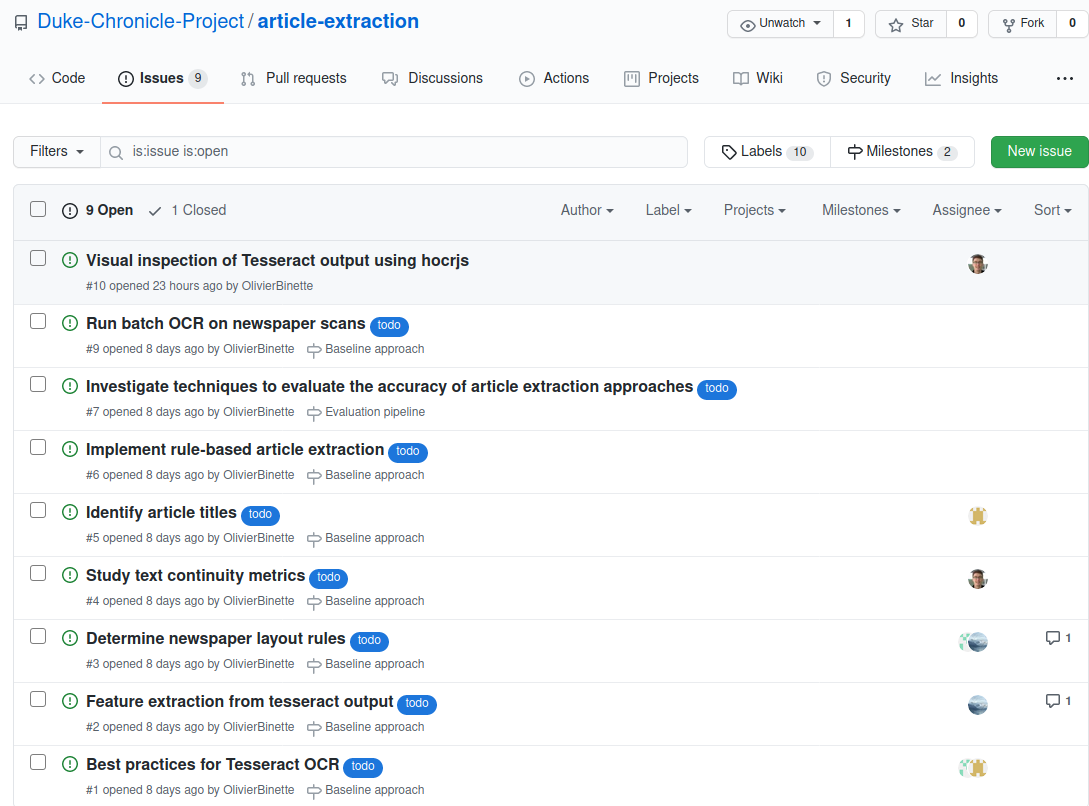 Duke-Chronicle-Project / article-extraction
Unwatch 1 Star 0 Fork 0
Code Issues 9 Pull requests Discussions Actions Projects Wiki Security Insights ...
Filters is:issue is:open Labels 10 Milestones 2 New issue
9 Open 1 Closed Author Label Projects Milestones Assignee Sort
Visual inspection of Tesseract output using hocrjs
#10 opened 23 hours ago by OlivierBinette
Run batch OCR on newspaper scans todo
#9 opened 8 days ago by OlivierBinette Baseline approach
Investigate techniques to evaluate the accuracy of article extraction approaches todo
#7 opened 8 days ago by OlivierBinette Evaluation pipeline
Implement rule-based article extraction todo
#6 opened 8 days ago by OlivierBinette Baseline approach
Identify article titles todo
#5 opened 8 days ago by OlivierBinette Baseline approach
Study text continuity metrics todo
#4 opened 8 days ago by OlivierBinette Baseline approach
Determine newspaper layout rules todo 1
#3 opened 8 days ago by OlivierBinette Baseline approach
Feature extraction from tesseract output todo 1
#2 opened 8 days ago by OlivierBinette Baseline approach
Best practices for Tesseract OCR todo
#1 opened 8 days ago by OlivierBinette Baseline approach